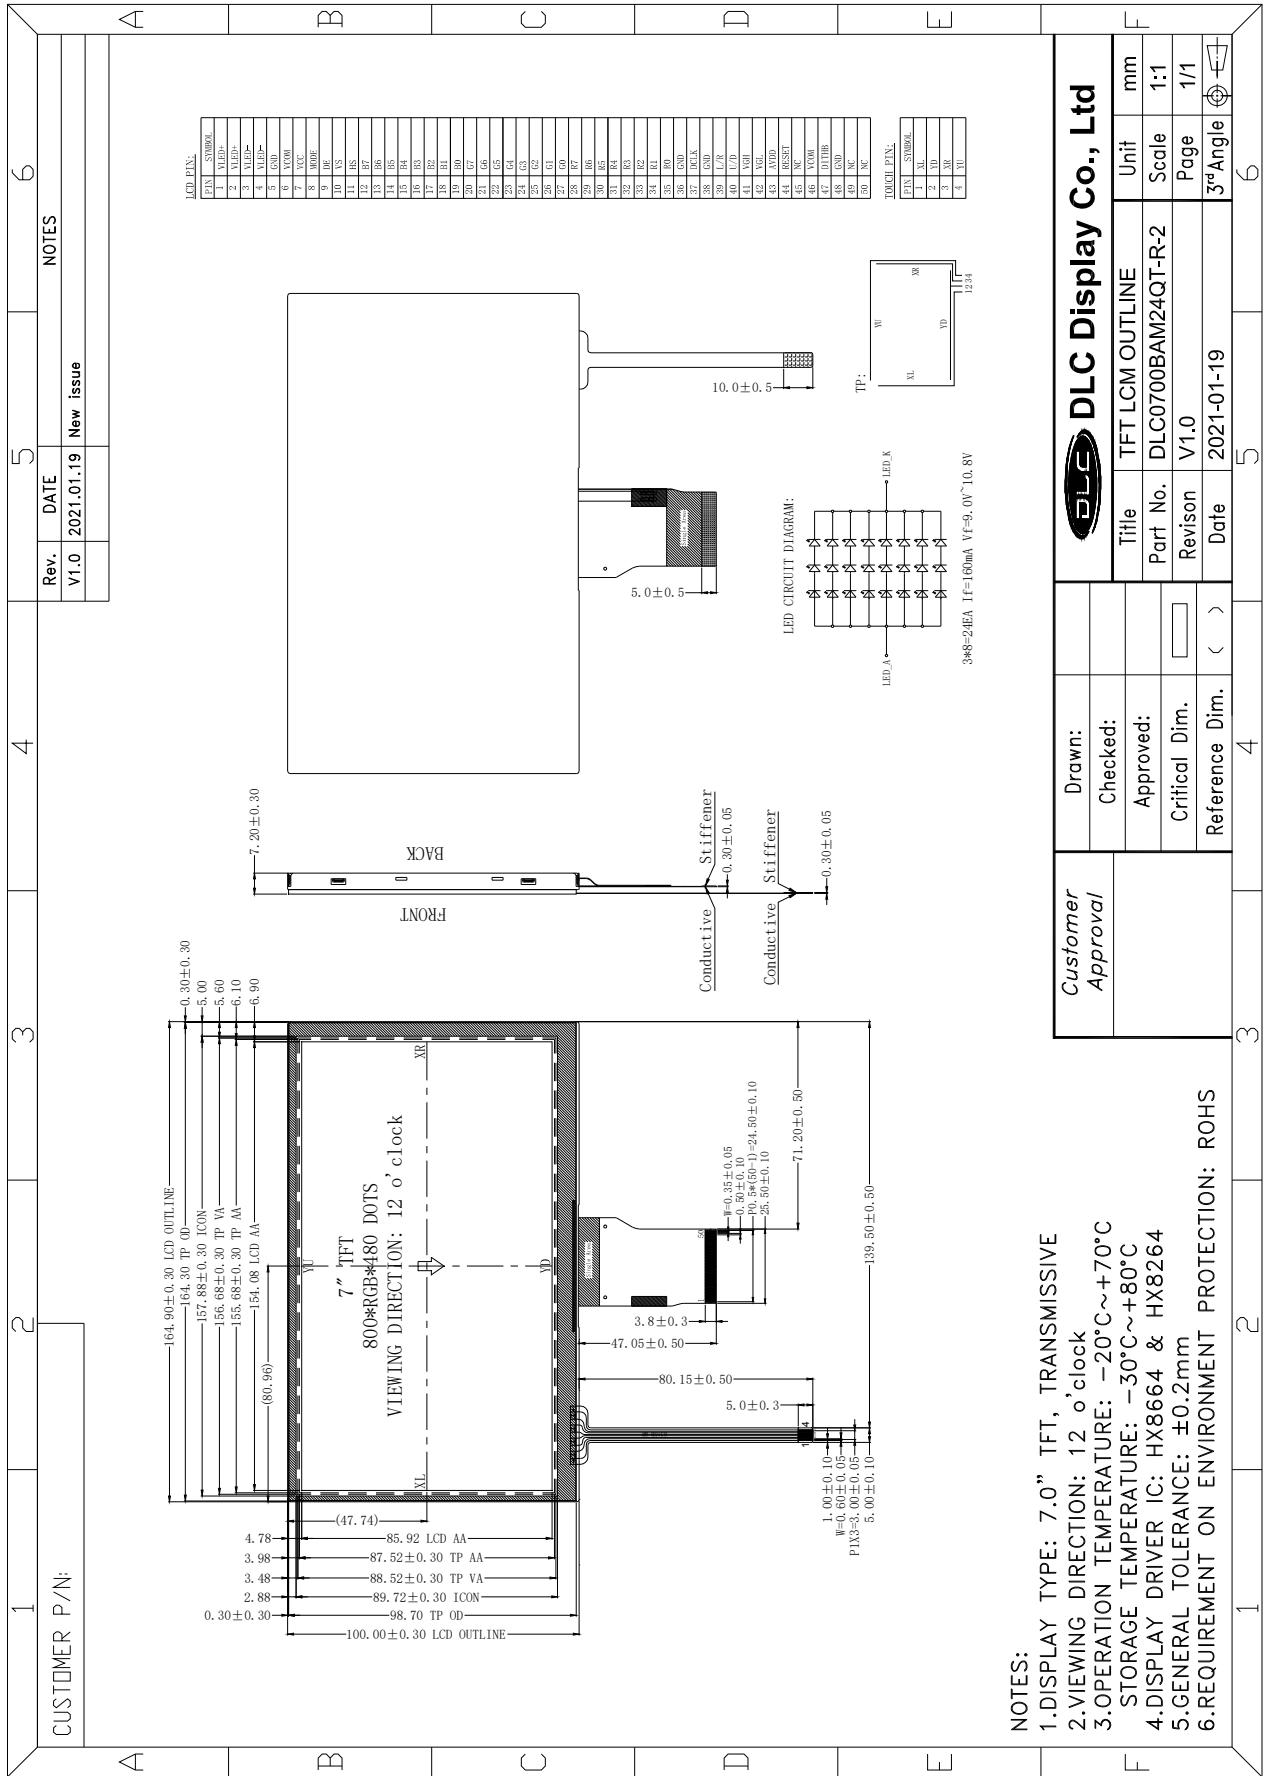 1
2
3
4
5
6
A
B
C
D
E
F
CUSTOMER P/N:
Rev.
DATE
NOTES
V1.0
2021.01.19
New issue
164.90±0.30 LCD OUTLINE
164.30 TP OD
157.88±0.30 ICON
156.68±0.30 TP VA
155.68±0.30 TP AA
154.08 LCD AA
(80.96)
0.30±0.30
5.00
5.60
6.10
6.90
7.20±0.30
FRONT
BACK
YU
7" TFT
800*RGB*480 DOTS
VIEWING DIRECTION: 12 o'clock
XL
XR
YD
(47.74)
4.78
85.92 LCD AA
3.98
87.52±0.30 TP AA
3.48
88.52±0.30 TP VA
2.88
89.72±0.30 ICON
0.30±0.30
98.70 TP OD
100.00±0.30 LCD OUTLINE
3.8±0.3
47.05±0.50
80.15±0.50
5.0±0.3
1
4
1.00±0.10
W=0.60±0.05
P1X3=3.00±0.05
5.00±0.10
1
50
W=0.35±0.05
0.50±0.10
P0.5*(50-1)=24.50±0.10
25.50±0.10
71.20±0.50
139.50±0.50
Conductive
Stiffener
0.30±0.05
Conductive
Stiffener
0.30±0.05
5.0±0.5
10.0±0.5
LED CIRCUIT DIAGRAM:
LED_A
LED_K
3*8=24EA If=160mA Vf=9.0V~10.8V
TP:
YU
XL
XR
YD
1234
LCD PIN:
PIN SYMBOL
1 VLED+
2 VLED+
3 VLED-
4 VLED-
5 GND
6 VCOM
7 VCC
8 MODE
9 DE
10 VS
11 HS
12 B7
13 B6
14 B5
15 B4
16 B3
17 B2
18 B1
19 B0
20 G7
21 G6
22 G5
23 G4
24 G3
25 G2
26 G1
27 G0
28 R7
29 R6
30 R5
31 R4
32 R3
33 R2
34 R1
35 R0
36 GND
37 DCLK
38 GND
39 L/R
40 U/D
41 VGH
42 VGL
43 AVDD
44 RESET
45 NC
46 VCOM
47 DITHB
48 GND
49 NC
50 NC
TOUCH PIN:
PIN SYMBOL
1 XL
2 YD
3 XR
4 YU
NOTES:
1.DISPLAY TYPE: 7.0" TFT, TRANSMISSIVE
2.VIEWING DIRECTION: 12 o'clock
3.OPERATION TEMPERATURE: -20°C~+70°C
STORAGE TEMPERATURE: -30°C~+80°C
4.DISPLAY DRIVER IC: HX8664 & HX8264
5.GENERAL TOLERANCE: ±0.2mm
6.REQUIREMENT ON ENVIRONMENT PROTECTION: ROHS
Customer
Approval
Drawn:
Checked:
Approved:
Critical Dim.
Reference Dim. ( )
DLC DLC Display Co., Ltd
Title TFT LCM OUTLINE Unit mm
Part No. DLC0700BAM24QT-R-2 Scale 1:1
Revison V1.0 Page 1/1
Date 2021-01-19 3rd Angle
A
B
C
D
E
F
1
2
3
4
5
6